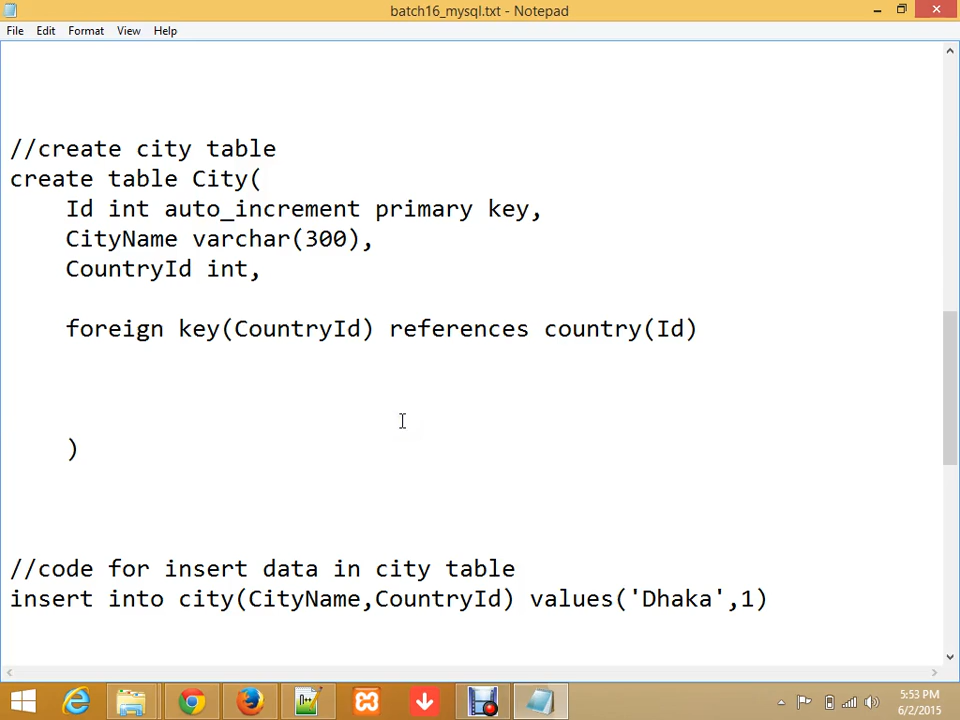 batch16_mysql.txt - Notepad
File Edit Format View Help
//create city table
create table City(
Id int auto_increment primary key,
CityName varchar(300),
CountryId int,
foreign key(CountryId) references country(Id)
)
//code for insert data in city table
insert into city(CityName,CountryId) values('Dhaka',1)
5:53 PM
6/2/2015